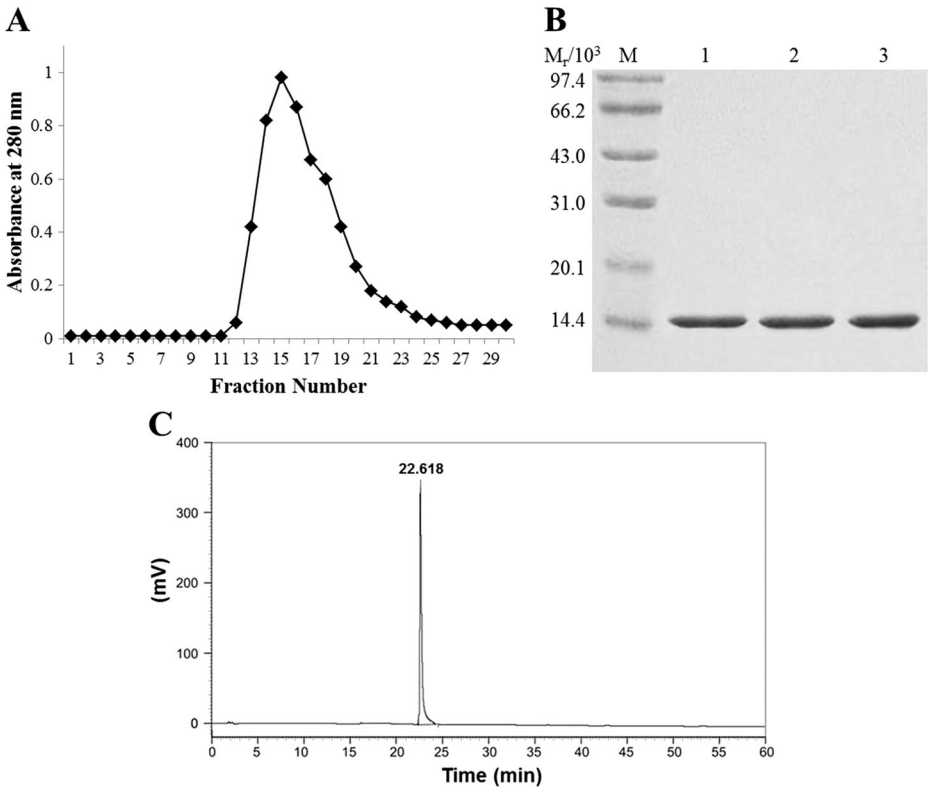 A
Absorbance at 280 nm
1
0.8
0.6
0.4
0.2
0
1 3 5 7 9 11 13 15 17 19 21 23 25 27 29
Fraction Number
B
Mr/10³ M 1 2 3
97.4
66.2
43.0
31.0
20.1
14.4
C
(mV)
400
300
200
100
0
22.618
0 5 10 15 20 25 30 35 40 45 50 55 60
Time (min)